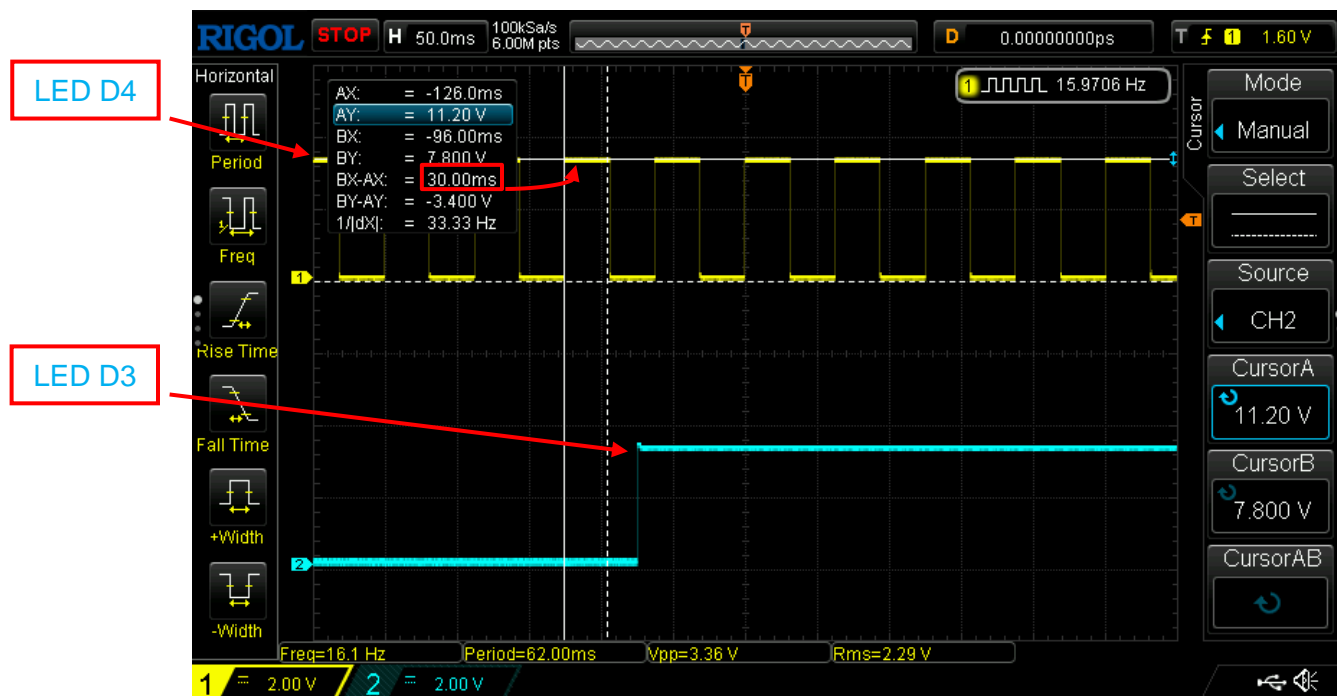 RIGOL STOP H 50.0ms 100kSa/s 6.00M pts D 0.00000000ps T 1 1.60 V
T
LED D4
LED D3
Horizontal
Period
Freq
Rise Time
Fall Time
+Width
-Width
AX: = -126.0ms
AY: = 11.20 V
BX: = -96.00ms
BY: = 7.800 V
BX-AX: = 30.00ms
BY-AY: = -3.400 V
1/|dX|: = 33.33 Hz
T
1 15.9706 Hz
T
1
2
Cursor
Mode
Manual
Select
Source
CH2
CursorA
11.20 V
CursorB
7.800 V
CursorAB
Freq=16.1 Hz Period=62.00ms Vpp=3.36 V Rms=2.29 V
1 = 2.00 V 2 = 2.00 V